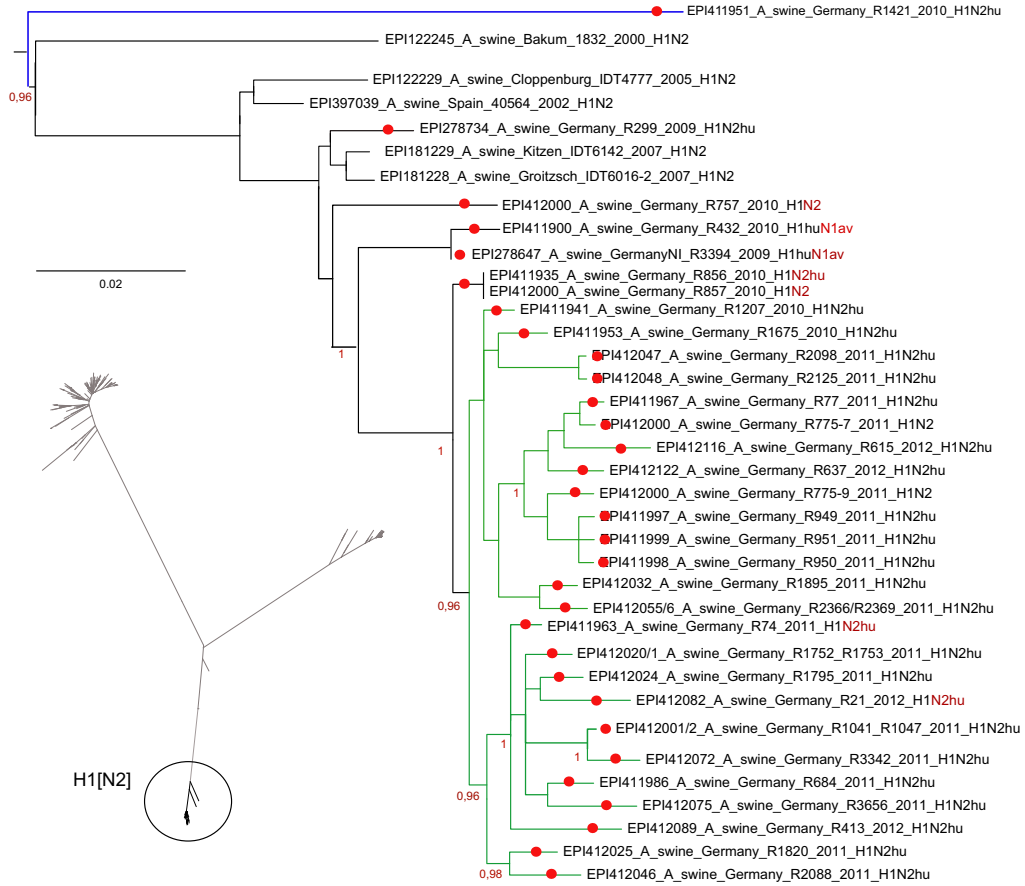 EPI411951_A_swine_Germany_R1421_2010_H1N2hu
EPI122245_A_swine_Bakum_1832_2000_H1N2
EPI122229_A_swine_Cloppenburg_IDT4777_2005_H1N2
0,96
EPI397039_A_swine_Spain_40564_2002_H1N2
EPI278734_A_swine_Germany_R299_2009_H1N2hu
EPI181229_A_swine_Kitzen_IDT6142_2007_H1N2
EPI181228_A_swine_Groitzsch_IDT6016-2_2007_H1N2
EPI412000_A_swine_Germany_R757_2010_H1N2
EPI411900_A_swine_Germany_R432_2010_H1huN1av
EPI278647_A_swine_GermanyNI_R3394_2009_H1huN1av
0.02
EPI411935_A_swine_Germany_R856_2010_H1N2hu
EPI412000_A_swine_Germany_R857_2010_H1N2
EPI411941_A_swine_Germany_R1207_2010_H1N2hu
EPI411953_A_swine_Germany_R1675_2010_H1N2hu
1
EPI412047_A_swine_Germany_R2098_2011_H1N2hu
EPI412048_A_swine_Germany_R2125_2011_H1N2hu
EPI411967_A_swine_Germany_R77_2011_H1N2hu
EPI412000_A_swine_Germany_R775-7_2011_H1N2
EPI412116_A_swine_Germany_R615_2012_H1N2hu
1
EPI412122_A_swine_Germany_R637_2012_H1N2hu
1
EPI412000_A_swine_Germany_R775-9_2011_H1N2
EPI411997_A_swine_Germany_R949_2011_H1N2hu
EPI411999_A_swine_Germany_R951_2011_H1N2hu
EPI411998_A_swine_Germany_R950_2011_H1N2hu
EPI412032_A_swine_Germany_R1895_2011_H1N2hu
0,96
EPI412055/6_A_swine_Germany_R2366/R2369_2011_H1N2hu
EPI411963_A_swine_Germany_R74_2011_H1N2hu
EPI412020/1_A_swine_Germany_R1752_R1753_2011_H1N2hu
EPI412024_A_swine_Germany_R1795_2011_H1N2hu
EPI412082_A_swine_Germany_R21_2012_H1N2hu
EPI412001/2_A_swine_Germany_R1041_R1047_2011_H1N2hu
1
1
EPI412072_A_swine_Germany_R3342_2011_H1N2hu
H1[N2]
EPI411986_A_swine_Germany_R684_2011_H1N2hu
0,96
EPI412075_A_swine_Germany_R3656_2011_H1N2hu
EPI412089_A_swine_Germany_R413_2012_H1N2hu
EPI412025_A_swine_Germany_R1820_2011_H1N2hu
0,98
EPI412046_A_swine_Germany_R2088_2011_H1N2hu